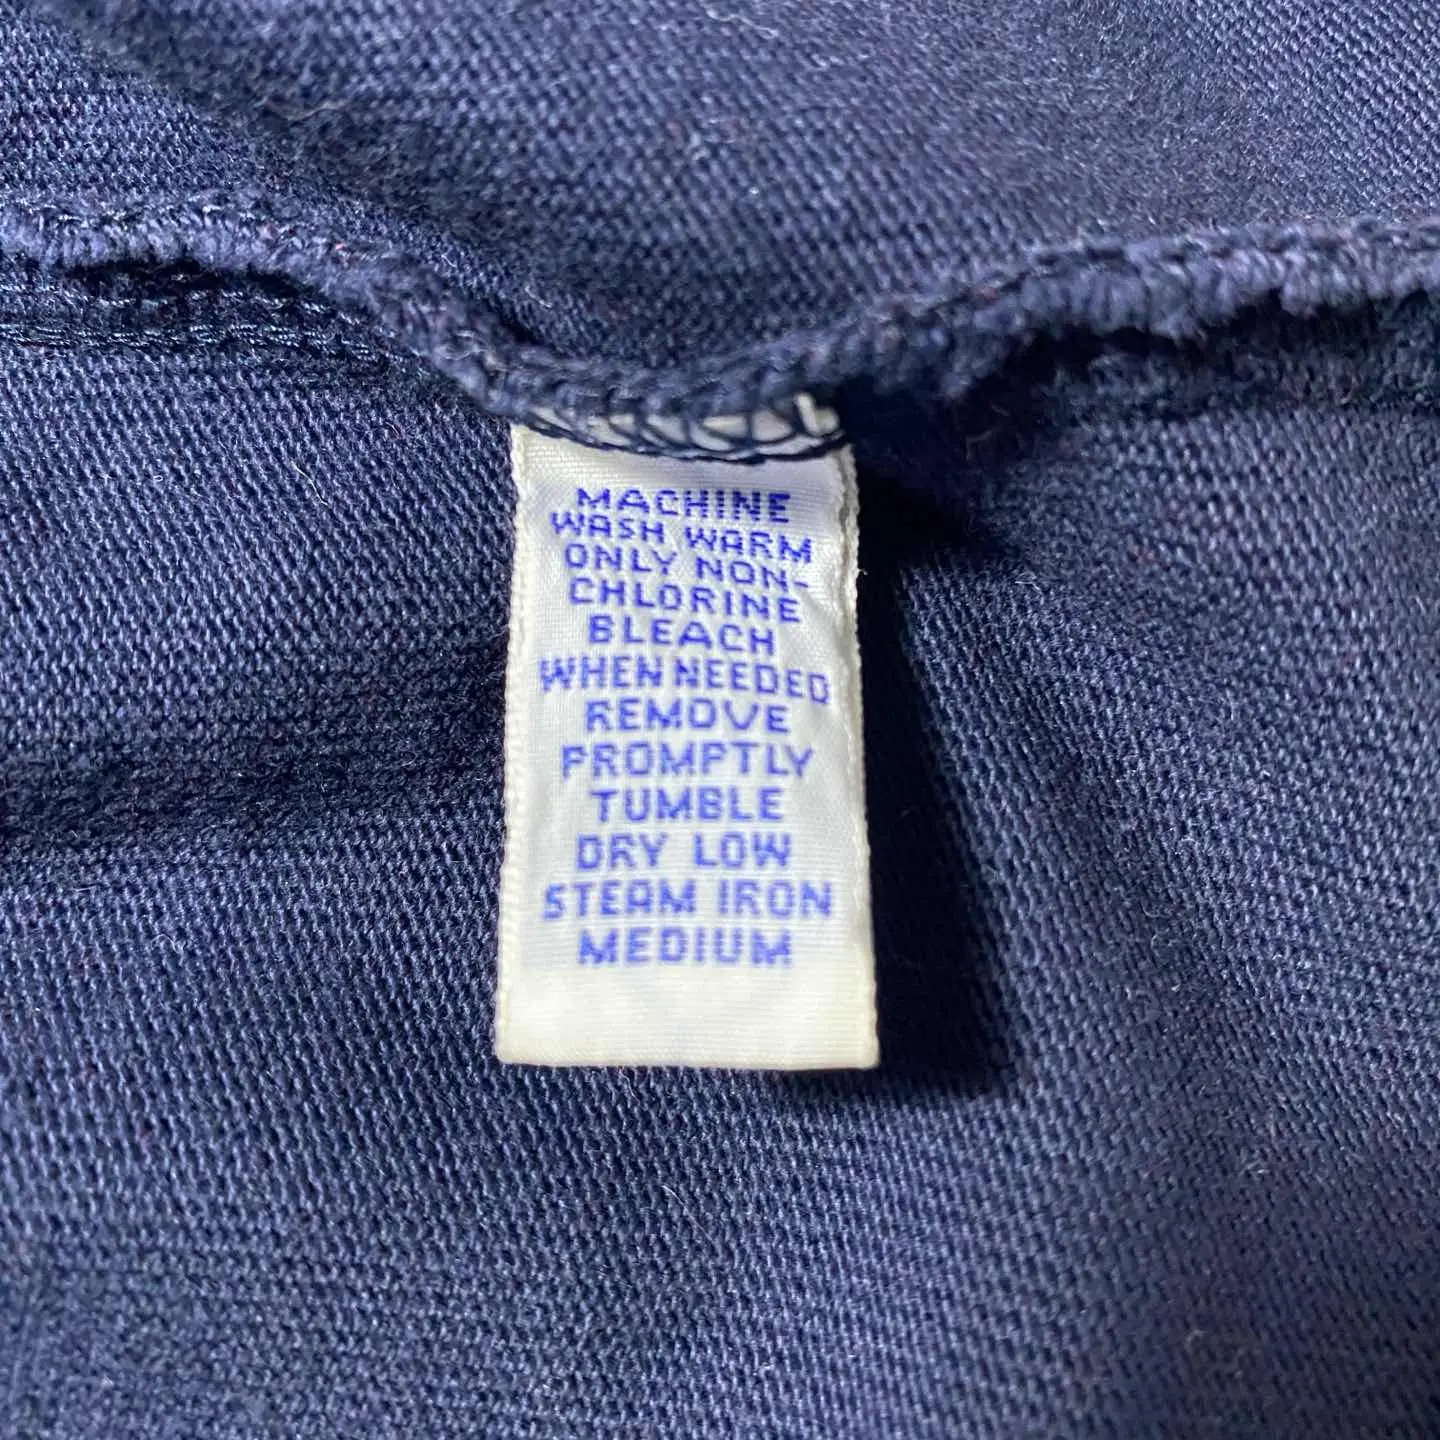 MACHINE
WASH WARM
ONLY NON-
CHLORINE
BLEACH
WHEN NEEDED
REMOVE
PROMPTLY
TUMBLE
DRY LOW
STEAM IRON
MEDIUM